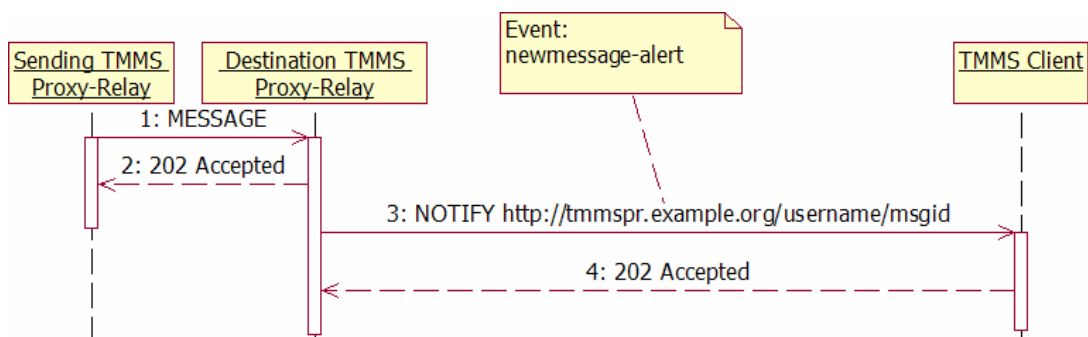 Event:
newmessage-alert
Sending TMMS
Proxy-Relay
Destination TMMS
Proxy-Relay
TMMS Client
1: MESSAGE
2: 202 Accepted
3: NOTIFY http://tmmspr.example.org/username/msgid
4: 202 Accepted